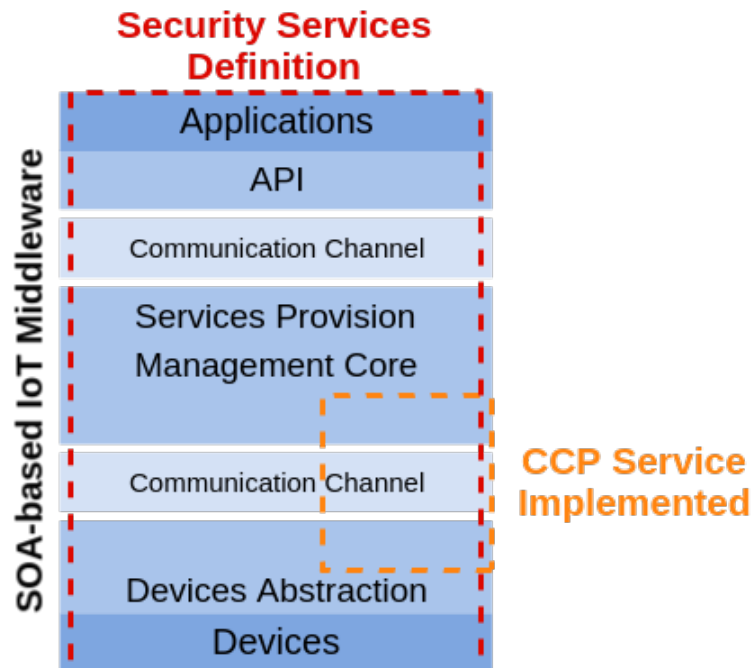 Security Services
Definition
Applications
API
Communication Channel
Services Provision
Management Core
Communication Channel
Devices Abstraction
Devices
SOA-based IoT Middleware
CCP Service
Implemented